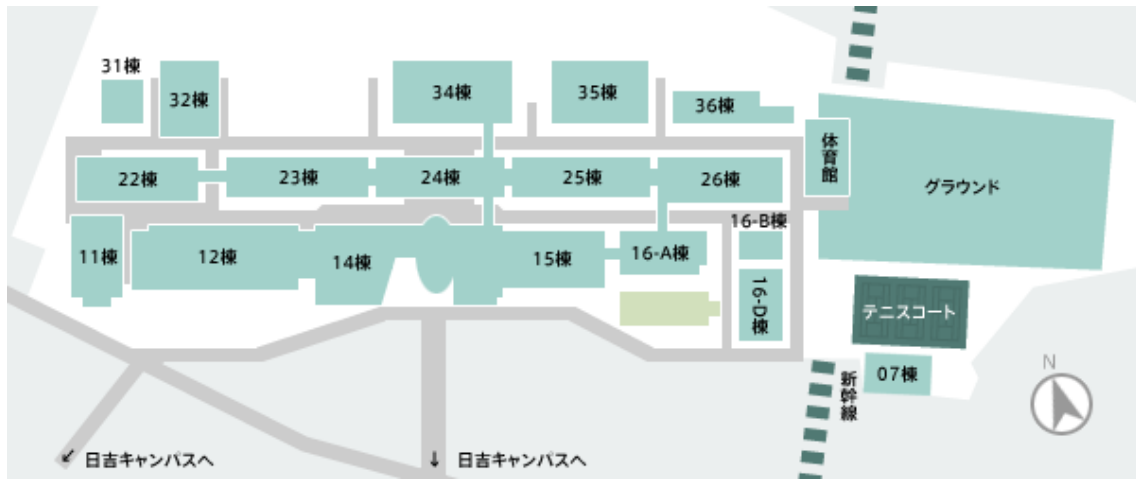 31棟
32棟
34棟
35棟
36棟
体育館
グラウンド
22棟
23棟
24棟
25棟
26棟
11棟
12棟
14棟
15棟
16-A棟
16-B棟
16-D棟
テニスコート
07棟
新幹線
N
↙ 日吉キャンパスへ
↓ 日吉キャンパスへ